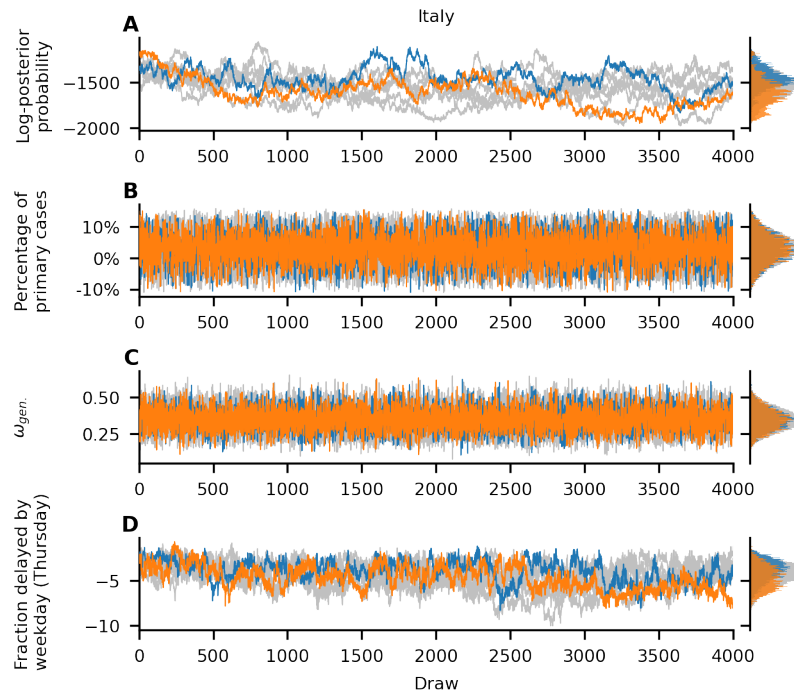 Italy
A
Log-posterior
probability
−1500
−2000
0 500 1000 1500 2000 2500 3000 3500 4000
B
Percentage of
primary cases
10%
0%
-10%
0 500 1000 1500 2000 2500 3000 3500 4000
C
ω gen.
0.50
0.25
0 500 1000 1500 2000 2500 3000 3500 4000
D
Fraction delayed by
weekday (Thursday)
−5
−10
0 500 1000 1500 2000 2500 3000 3500 4000
Draw